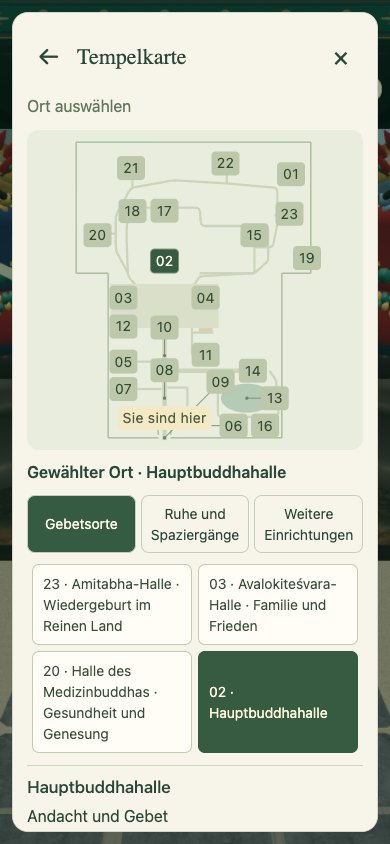 ← Tempelkarte ×
Ort auswählen
21
22
01
18
17
23
20
15
02
19
03
04
12
10
11
05
08
14
07
09
13
Sie sind hier
06
16
Gewählter Ort · Hauptbuddhahalle
Gebetsorte
Ruhe und
Spaziergänge
Weitere
Einrichtungen
23 · Amitabha-Halle ·
Wiedergeburt im
Reinen Land
03 · Avalokiteśvara-
Halle · Familie und
Frieden
20 · Halle des
Medizinbuddhas ·
Gesundheit und
Genesung
02 ·
Hauptbuddhahalle
Hauptbuddhahalle
Andacht und Gebet